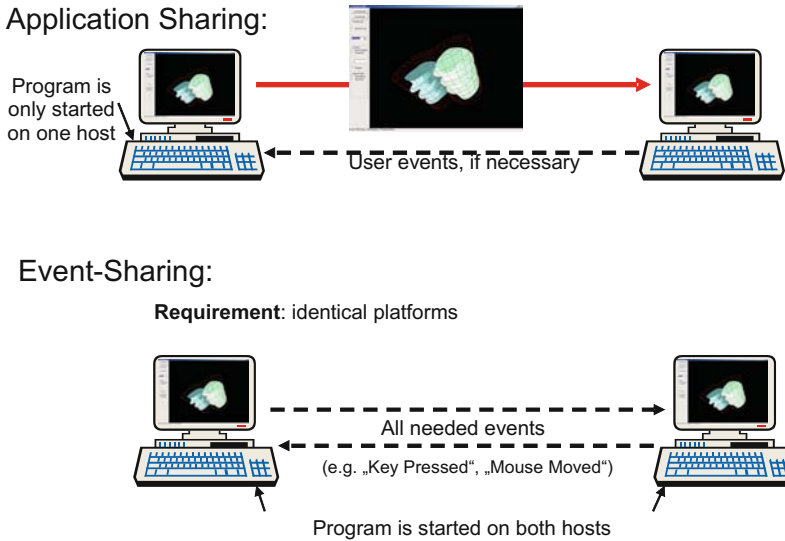 Application Sharing:
Program is
only started
on one host
User events, if necessary
Event-Sharing:
Requirement: identical platforms
All needed events
(e.g. „Key Pressed“, „Mouse Moved“)
Program is started on both hosts